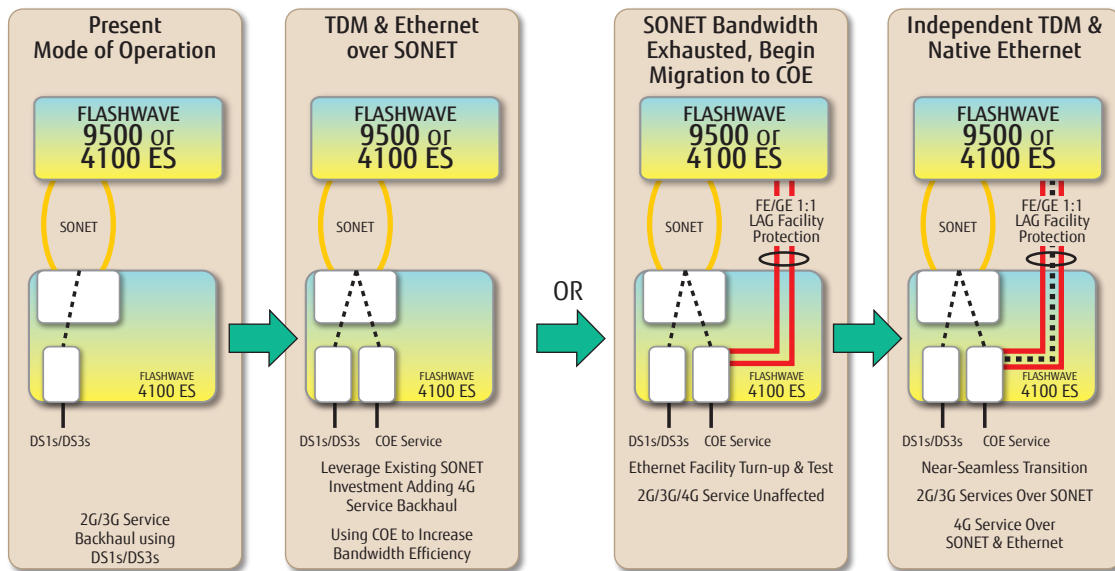 Present
Mode of Operation
FLASHWAVE
9500 or
4100 ES
SONET
FLASHWAVE
4100 ES
DS1s/DS3s
2G/3G Service
Backhaul using
DS1s/DS3s
TDM & Ethernet
over SONET
FLASHWAVE
9500 or
4100 ES
SONET
FLASHWAVE
4100 ES
DS1s/DS3s
COE Service
Leverage Existing SONET
Investment Adding 4G
Service Backhaul
Using COE to Increase
Bandwidth Efficiency
OR
SONET Bandwidth
Exhausted, Begin
Migration to COE
FLASHWAVE
9500 or
4100 ES
SONET
FE/GE 1:1
LAG Facility
Protection
FLASHWAVE
4100 ES
DS1s/DS3s
COE Service
Ethernet Facility Turn-up & Test
2G/3G/4G Service Unaffected
Independent TDM &
Native Ethernet
FLASHWAVE
9500 or
4100 ES
SONET
FE/GE 1:1
LAG Facility
Protection
FLASHWAVE
4100 ES
DS1s/DS3s
COE Service
Near-Seamless Transition
2G/3G Services Over SONET
4G Service Over
SONET & Ethernet